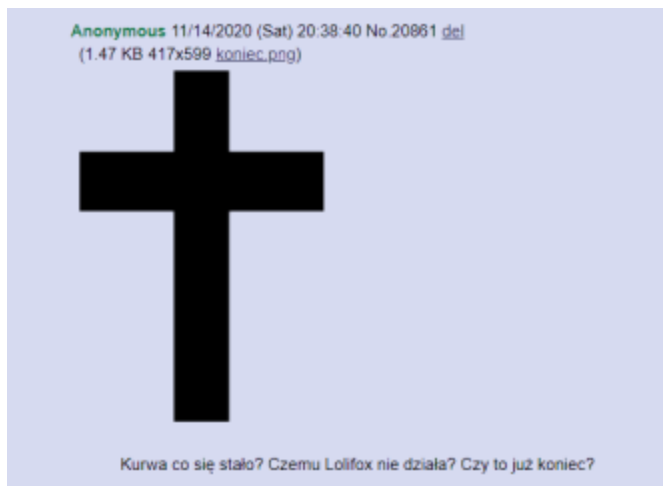 Anonymous 11/14/2020 (Sat) 20:38:40 No.20861 del
(1.47 KB 417x599 koniec.png)
Kurwa co się stało? Czemu Lolifox nie działa? Czy to już koniec?